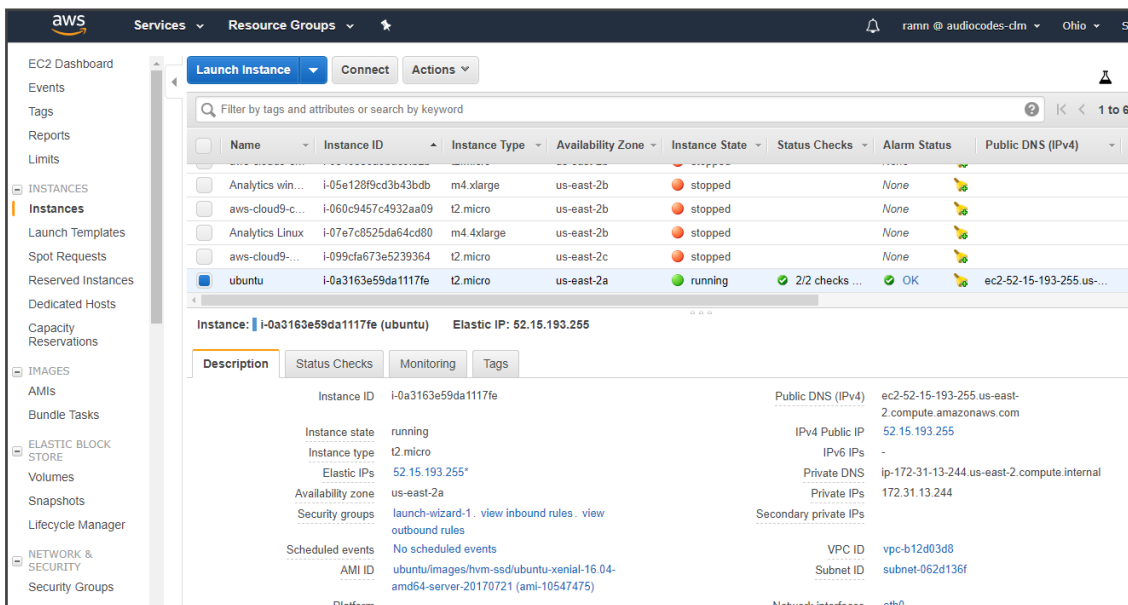 aws Services Resource Groups ramn @ audiocodes-clm Ohio S
EC2 Dashboard
Events
Tags
Reports
Limits
INSTANCES
Instances
Launch Templates
Spot Requests
Reserved Instances
Dedicated Hosts
Capacity
Reservations
IMAGES
AMIs
Bundle Tasks
ELASTIC BLOCK
STORE
Volumes
Snapshots
Lifecycle Manager
NETWORK &
SECURITY
Security Groups
Launch Instance Connect Actions
Filter by tags and attributes or search by keyword 1 to 6
Name Instance ID Instance Type Availability Zone Instance State Status Checks Alarm Status Public DNS (IPv4)
Analytics win... i-05e128f9cd3b43bdb m4.xlarge us-east-2b stopped None
aws-cloud9-c... i-060c9457c4932aa09 t2.micro us-east-2b stopped None
Analytics Linux i-07e7c8525da64cd80 m4.4xlarge us-east-2b stopped None
aws-cloud9-... i-099cfa673e5239364 t2.micro us-east-2c stopped None
ubuntu i-0a3163e59da1117fe t2.micro us-east-2a running 2/2 checks ... OK ec2-52-15-193-255.us-...
Instance: i-0a3163e59da1117fe (ubuntu) Elastic IP: 52.15.193.255
Description Status Checks Monitoring Tags
Instance ID i-0a3163e59da1117fe
Instance state running
Instance type t2.micro
Elastic IPs 52.15.193.255*
Availability zone us-east-2a
Security groups launch-wizard-1. view inbound rules. view
outbound rules
Scheduled events No scheduled events
AMI ID ubuntu/images/hvm-ssd/ubuntu-xenial-16.04-
amd64-server-20170721 (ami-10547475)
Platform
Public DNS (IPv4) ec2-52-15-193-255.us-east-
2.compute.amazonaws.com
IPv4 Public IP 52.15.193.255
IPv6 IPs -
Private DNS ip-172-31-13-244.us-east-2.compute.internal
Private IPs 172.31.13.244
Secondary private IPs
VPC ID vpc-b12d03d8
Subnet ID subnet-062d136f
Network interfaces eth0